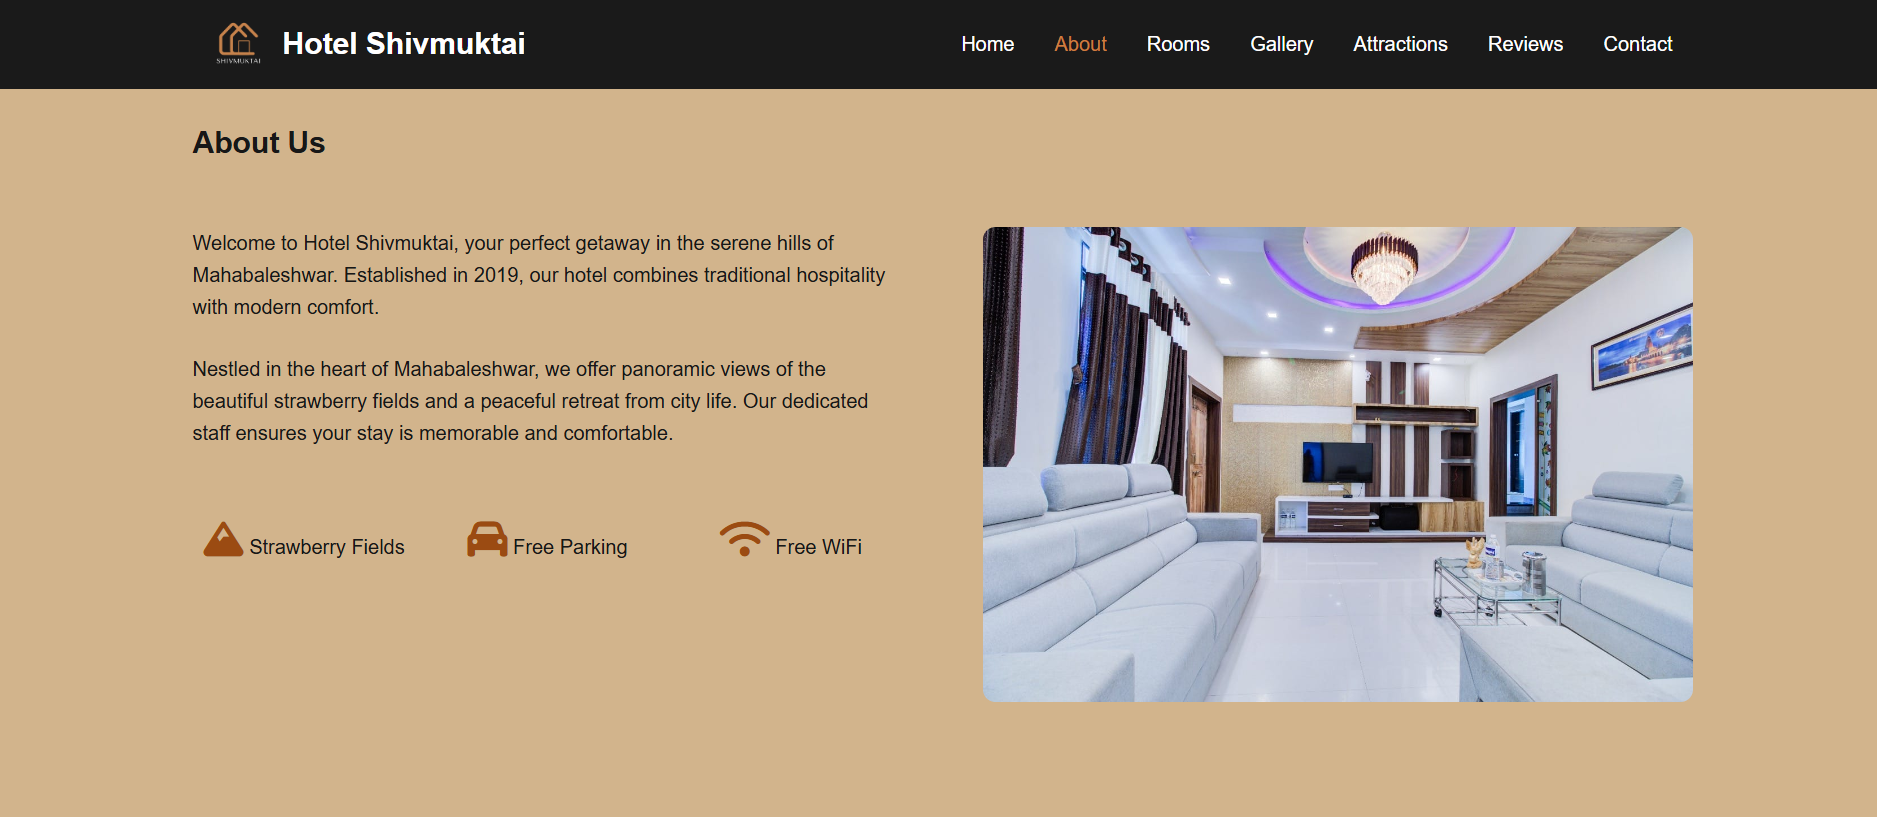 SHIVMUKTAI
Hotel Shivmuktai
Home About Rooms Gallery Attractions Reviews Contact
About Us
Welcome to Hotel Shivmuktai, your perfect getaway in the serene hills of
Mahabaleshwar. Established in 2019, our hotel combines traditional hospitality
with modern comfort.
Nestled in the heart of Mahabaleshwar, we offer panoramic views of the
beautiful strawberry fields and a peaceful retreat from city life. Our dedicated
staff ensures your stay is memorable and comfortable.
Strawberry Fields Free Parking Free WiFi